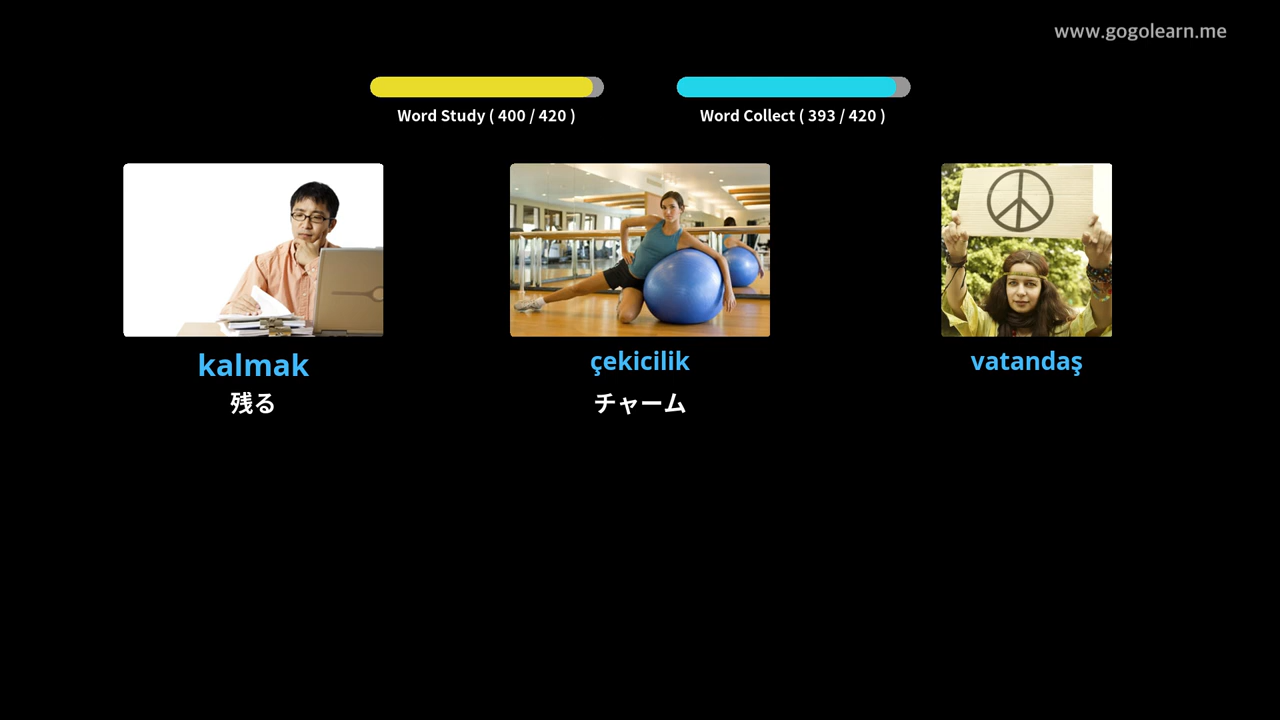 www.gogolearn.me
Word Study ( 400 / 420 )
Word Collect ( 393 / 420 )
kalmak
残る
çekicilik
チャーム
vatandaş